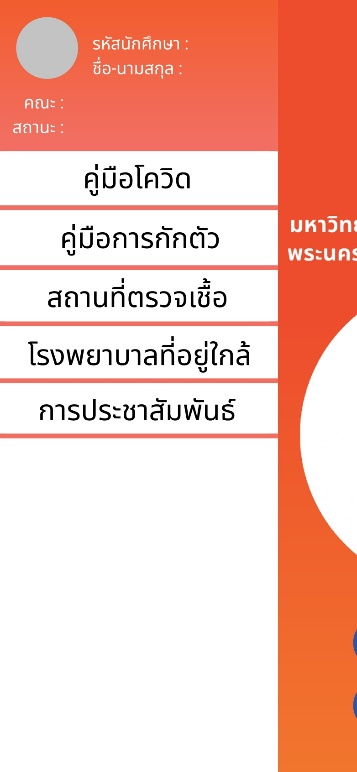 รหัสนักศึกษา :
ชื่อ-นามสกุล :
คณะ :
สถานะ :
คู่มือโควิด
คู่มือการกักตัว
สถานที่ตรวจเชื้อ
โรงพยาบาลที่อยู่ใกล้
การประชาสัมพันธ์